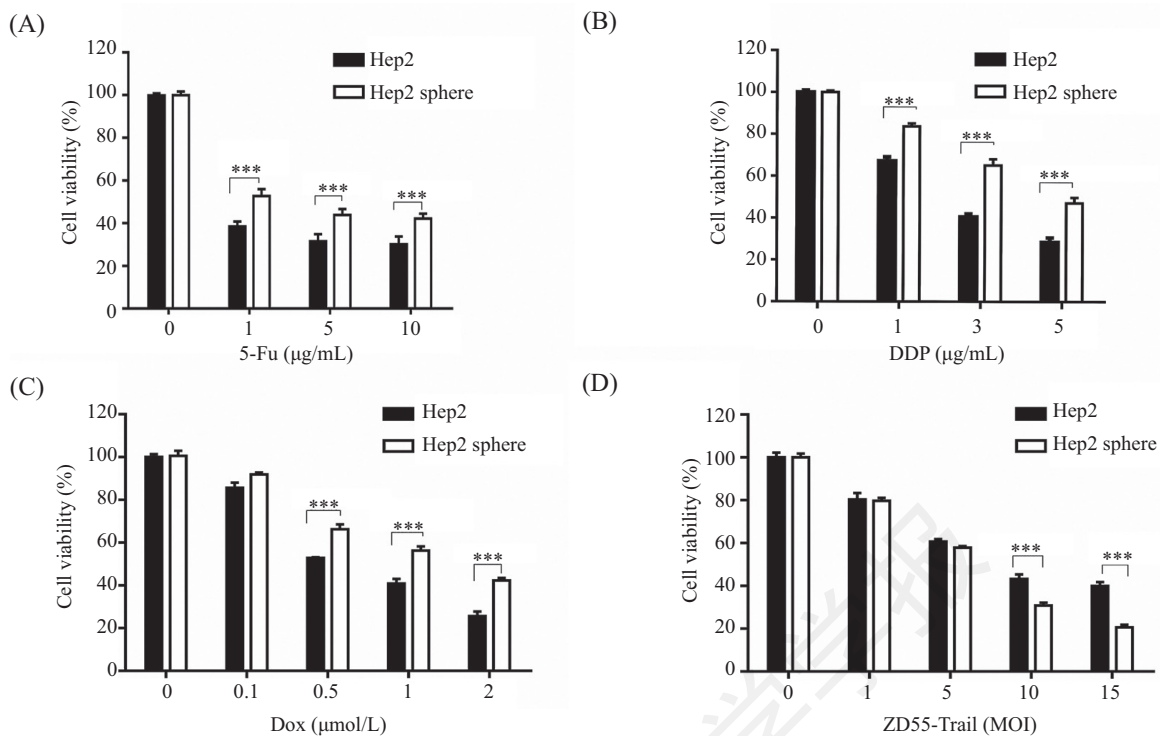 (A)
120
100
80
60
40
20
0
Cell viability (%)
Hep2
Hep2 sphere
***
***
***
0 1 5 10
5-Fu (μg/mL)
(B)
120
100
80
60
40
20
0
Cell viability (%)
Hep2
Hep2 sphere
***
***
***
0 1 3 5
DDP (μg/mL)
(C)
120
100
80
60
40
20
0
Cell viability (%)
Hep2
Hep2 sphere
***
***
***
0 0.1 0.5 1 2
Dox (μmol/L)
(D)
120
100
80
60
40
20
0
Cell viability (%)
Hep2
Hep2 sphere
***
***
0 1 5 10 15
ZD55-Trail (MOI)
学学报